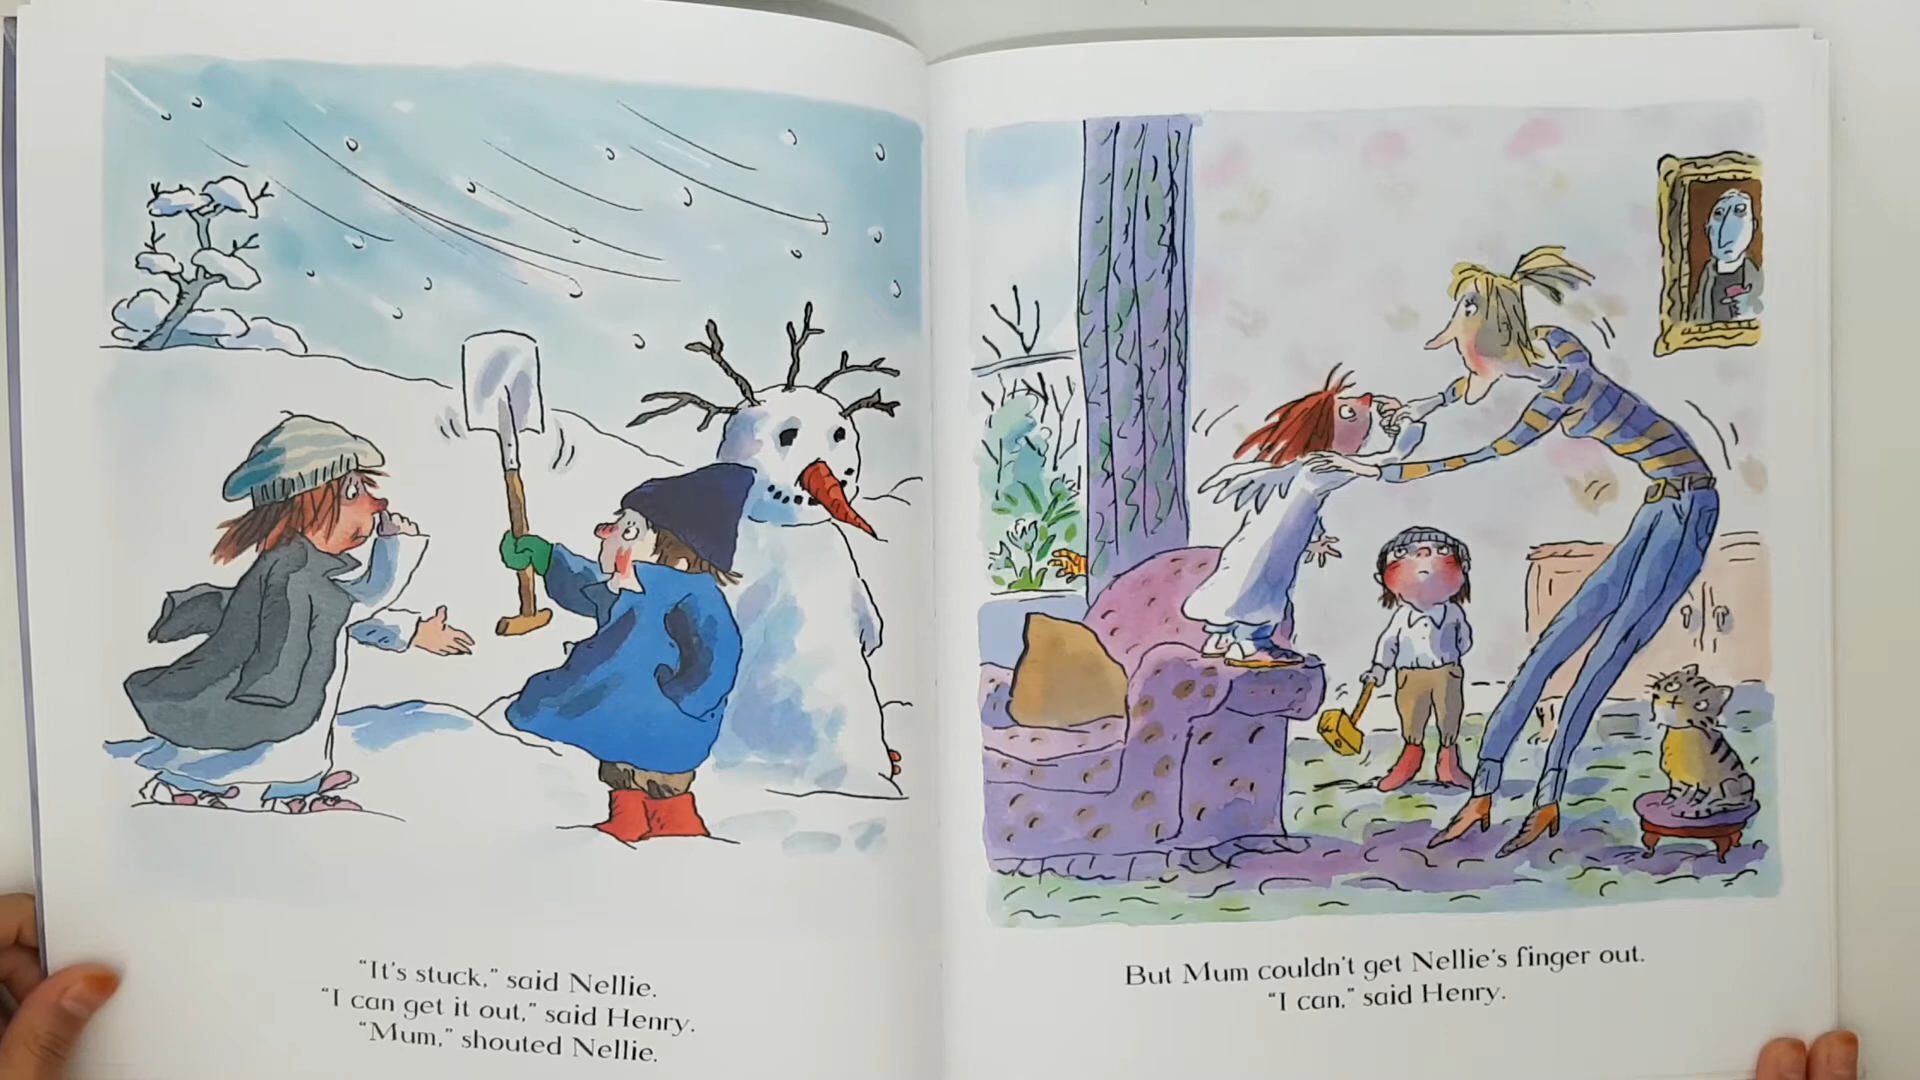 “It’s stuck,” said Nellie.
“I can get it out,” said Henry.
“Mum,” shouted Nellie.
But Mum couldn’t get Nellie’s finger out.
“I can,” said Henry.